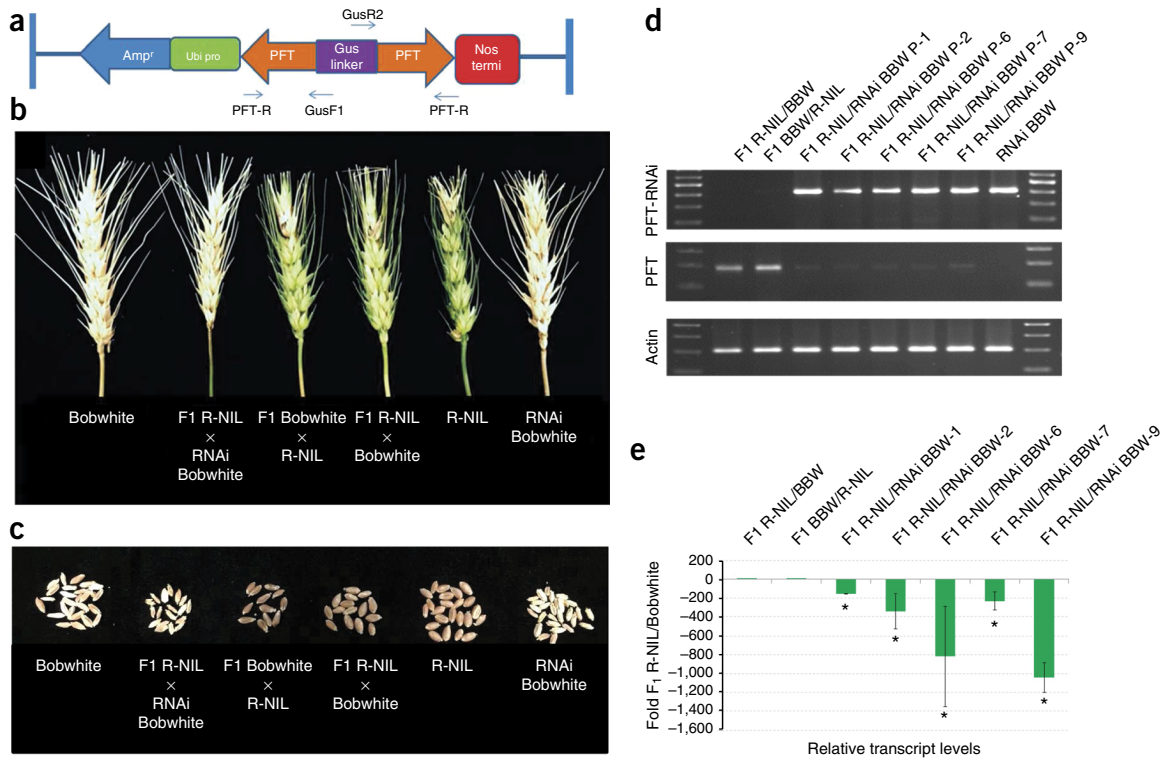 a
GusR2
Ampr
Ubi pro
PFT
Gus
linker
PFT
Nos
termi
PFT-R
GusF1
PFT-R
b
Bobwhite
F1 R-NIL
×
RNAi
Bobwhite
F1 Bobwhite
×
R-NIL
F1 R-NIL
×
Bobwhite
R-NIL
RNAi
Bobwhite
c
Bobwhite
F1 R-NIL
×
RNAi
Bobwhite
F1 Bobwhite
×
R-NIL
F1 R-NIL
×
Bobwhite
R-NIL
RNAi
Bobwhite
d
F1 R-NIL/BBW
F1 BBW/R-NIL
F1 R-NIL/RNAi BBW P-1
F1 R-NIL/RNAi BBW P-2
F1 R-NIL/RNAi BBW P-6
F1 R-NIL/RNAi BBW P-7
F1 R-NIL/RNAi BBW P-9
RNAi BBW
PFT-RNAi
PFT
Actin
e
F1 R-NIL/BBW
F1 BBW/R-NIL
F1 R-NIL/RNAi BBW-1
F1 R-NIL/RNAi BBW-2
F1 R-NIL/RNAi BBW-6
F1 R-NIL/RNAi BBW-7
F1 R-NIL/RNAi BBW-9
Fold F1 R-NIL/Bobwhite
200
0
−200
−400
−600
−800
−1,000
−1,200
−1,400
−1,600
*
*
*
*
*
Relative transcript levels